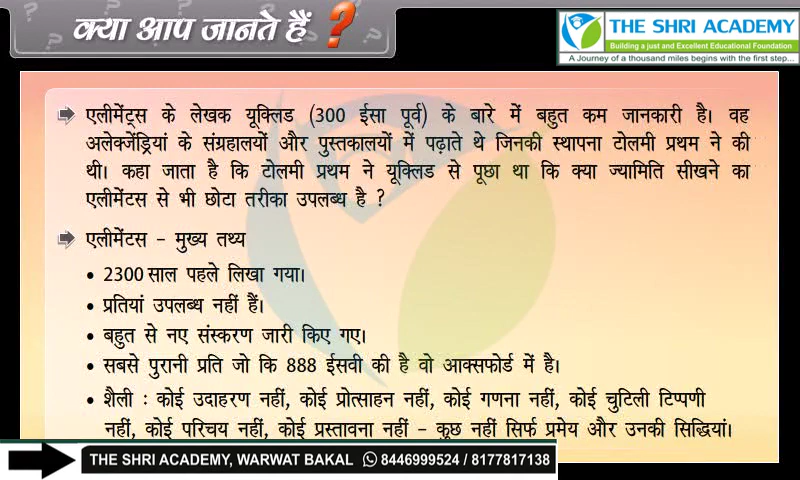 क्या आप जानते हैं ?
THE SHRI ACADEMY
Building a just and Excellent Educational Foundation
A Journey of a thousand miles begins with the first step...
एलीमेंट्स के लेखक यूक्लिड (300 ईसा पूर्व) के बारे में बहुत कम जानकारी है। वह
अलेक्जेंड्रियां के संग्रहालयों और पुस्तकालयों में पढ़ाते थे जिनकी स्थापना टोलमी प्रथम ने की
थी। कहा जाता है कि टोलमी प्रथम ने यूक्लिड से पूछा था कि क्या ज्यामिति सीखने का
एलीमेंटस से भी छोटा तरीका उपलब्ध है ?
एलीमेंटस – मुख्य तथ्य
• 2300 साल पहले लिखा गया।
• प्रतियां उपलब्ध नहीं हैं।
• बहुत से नए संस्करण जारी किए गए।
• सबसे पुरानी प्रति जो कि 888 ईसवी की है वो आक्सफोर्ड में है।
• शैली : कोई उदाहरण नहीं, कोई प्रोत्साहन नहीं, कोई गणना नहीं, कोई चुटिली टिप्पणी
नहीं, कोई परिचय नहीं, कोई प्रस्तावना नहीं – कुछ नहीं सिर्फ प्रमेय और उनकी सिद्धियां।
THE SHRI ACADEMY, WARWAT BAKAL 8446999524 / 8177817138